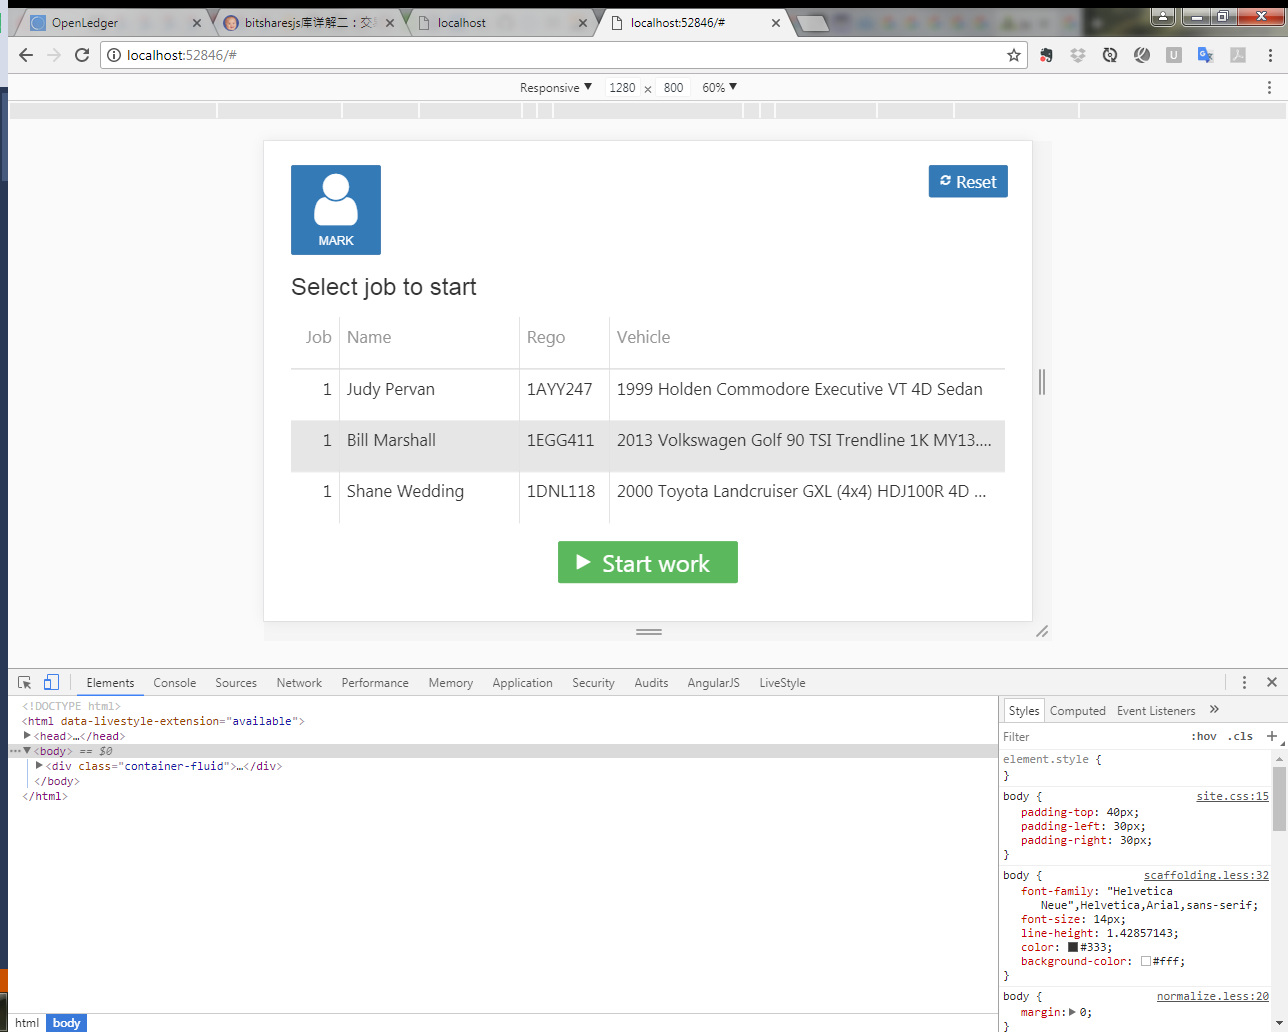 OpenLedger
bitsharesjs库详解二：交
localhost
localhost:52846/#
localhost:52846/#
Responsive ▼ 1280 × 800 60% ▼
MARK
Reset
Select job to start
Job Name Rego Vehicle
1 Judy Pervan 1AYY247 1999 Holden Commodore Executive VT 4D Sedan
1 Bill Marshall 1EGG411 2013 Volkswagen Golf 90 TSI Trendline 1K MY13....
1 Shane Wedding 1DNL118 2000 Toyota Landcruiser GXL (4x4) HDJ100R 4D ...
Start work
Elements Console Sources Network Performance Memory Application Security Audits AngularJS LiveStyle
<!DOCTYPE html>
<html data-livestyle-extension="available">
▶<head>…</head>
…▼<body> == $0
▶<div class="container-fluid">…</div>
</body>
</html>
html body
Styles Computed Event Listeners »
Filter :hov .cls +
element.style {
}
body { site.css:15
padding-top: 40px;
padding-left: 30px;
padding-right: 30px;
}
body { scaffolding.less:32
font-family: "Helvetica
Neue",Helvetica,Arial,sans-serif;
font-size: 14px;
line-height: 1.42857143;
color: #333;
background-color: #fff;
}
body { normalize.less:20
margin:▶0;
}